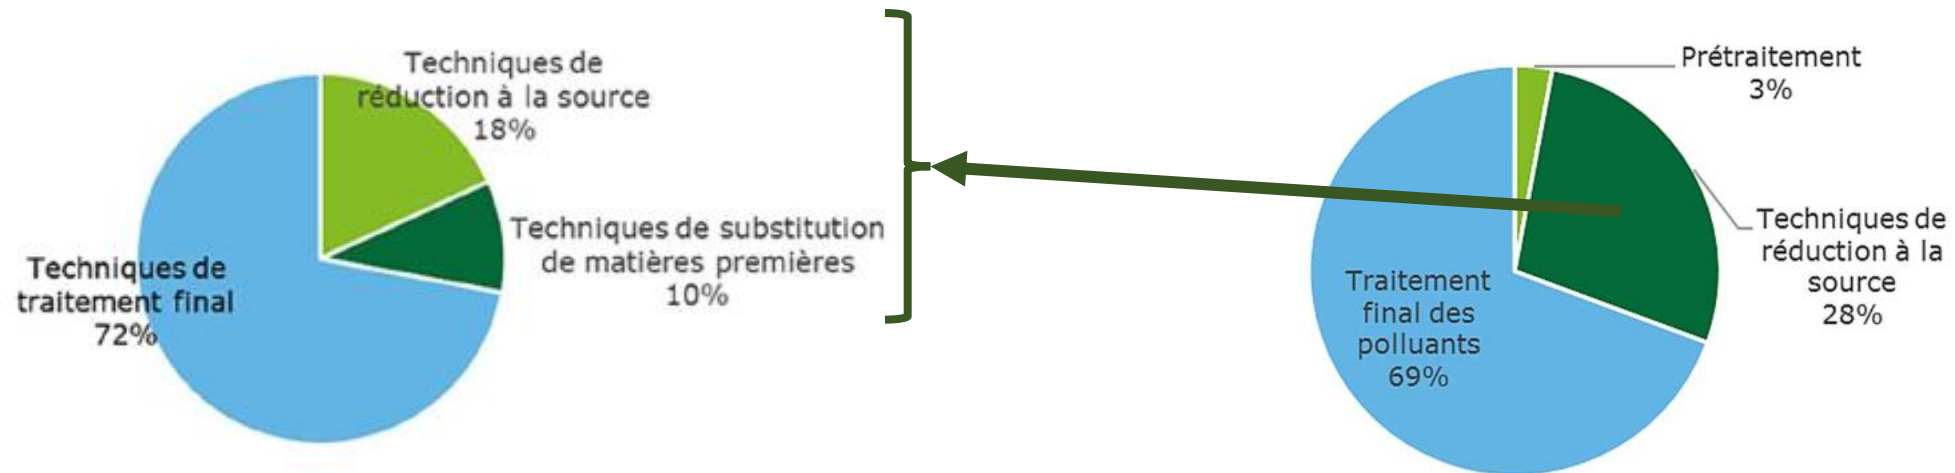 Techniques de
réduction à la source
18%
Techniques de substitution
de matières premières
10%
Techniques de
traitement final
72%
Prétraitement
3%
Techniques de
réduction à la
source
28%
Traitement
final des
polluants
69%